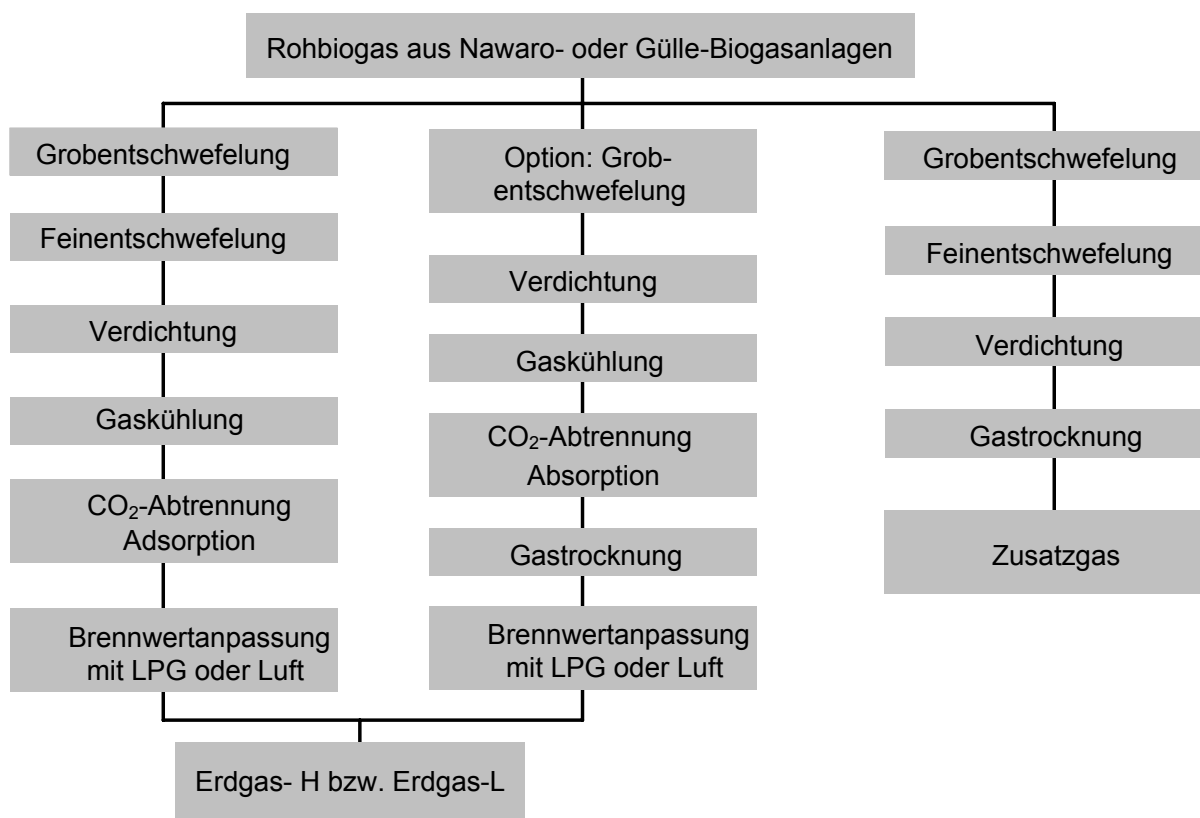 Rohbiogas aus Nawaro- oder Gülle-Biogasanlagen
Grobentschwefelung
Feinentschwefelung
Verdichtung
Gaskühlung
CO₂-Abtrennung
Adsorption
Brennwertanpassung
mit LPG oder Luft
Option: Grob-
entschwefelung
Verdichtung
Gaskühlung
CO₂-Abtrennung
Absorption
Gastrocknung
Brennwertanpassung
mit LPG oder Luft
Grobentschwefelung
Feinentschwefelung
Verdichtung
Gastrocknung
Zusatzgas
Erdgas- H bzw. Erdgas-L